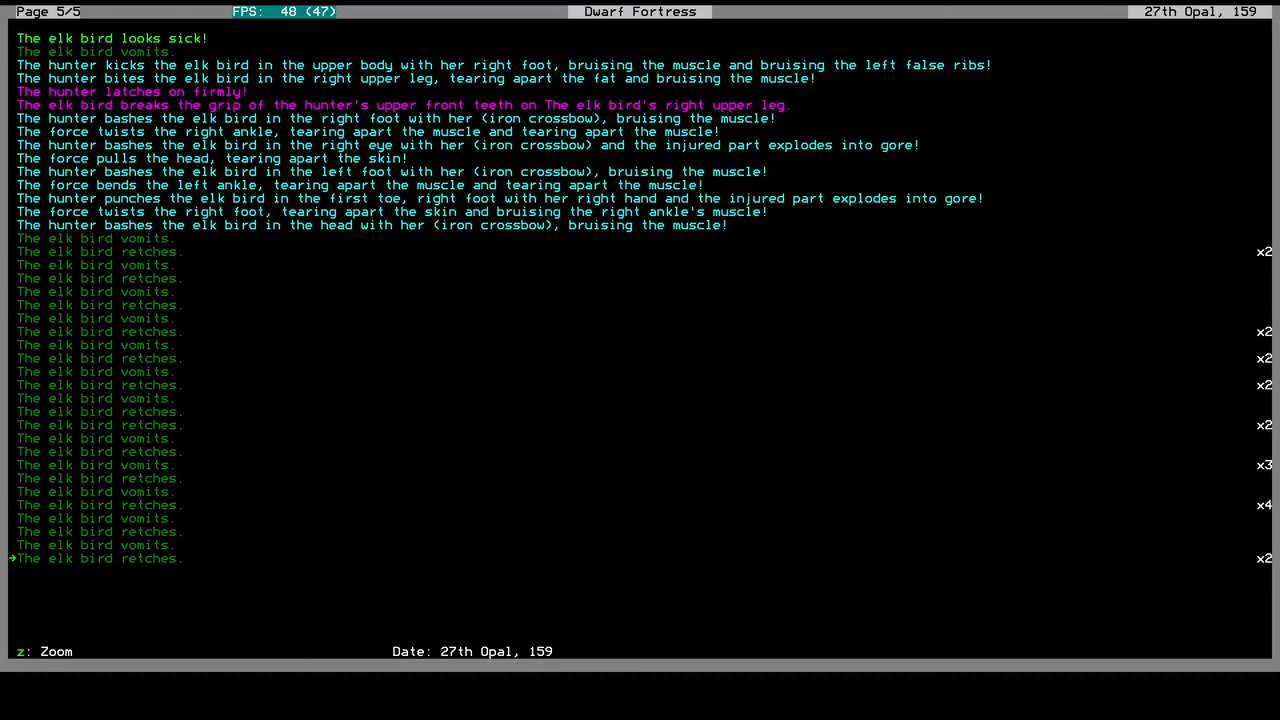 Page 5/5 FPS: 48 (47) Dwarf Fortress 27th Opal, 159
The elk bird looks sick!
The elk bird vomits.
The hunter kicks the elk bird in the upper body with her right foot, bruising the muscle and bruising the left false ribs!
The hunter bites the elk bird in the right upper leg, tearing apart the fat and bruising the muscle!
The hunter latches on firmly!
The elk bird breaks the grip of the hunter's upper front teeth on The elk bird's right upper leg.
The hunter bashes the elk bird in the right foot with her (iron crossbow), bruising the muscle!
The force twists the right ankle, tearing apart the muscle and tearing apart the muscle!
The hunter bashes the elk bird in the right eye with her (iron crossbow) and the injured part explodes into gore!
The force pulls the head, tearing apart the skin!
The hunter bashes the elk bird in the left foot with her (iron crossbow), bruising the muscle!
The force bends the left ankle, tearing apart the muscle and tearing apart the muscle!
The hunter punches the elk bird in the first toe, right foot with her right hand and the injured part explodes into gore!
The force twists the right foot, tearing apart the skin and bruising the right ankle's muscle!
The hunter bashes the elk bird in the head with her (iron crossbow), bruising the muscle!
The elk bird vomits.
The elk bird retches. x2
The elk bird vomits.
The elk bird retches.
The elk bird vomits.
The elk bird retches.
The elk bird vomits.
The elk bird retches. x2
The elk bird vomits.
The elk bird retches. x2
The elk bird vomits.
The elk bird retches. x2
The elk bird vomits.
The elk bird retches.
The elk bird retches. x2
The elk bird vomits.
The elk bird retches.
The elk bird vomits. x3
The elk bird retches.
The elk bird vomits.
The elk bird retches. x4
The elk bird vomits.
The elk bird retches.
The elk bird vomits.
→The elk bird retches. x2
z: Zoom Date: 27th Opal, 159